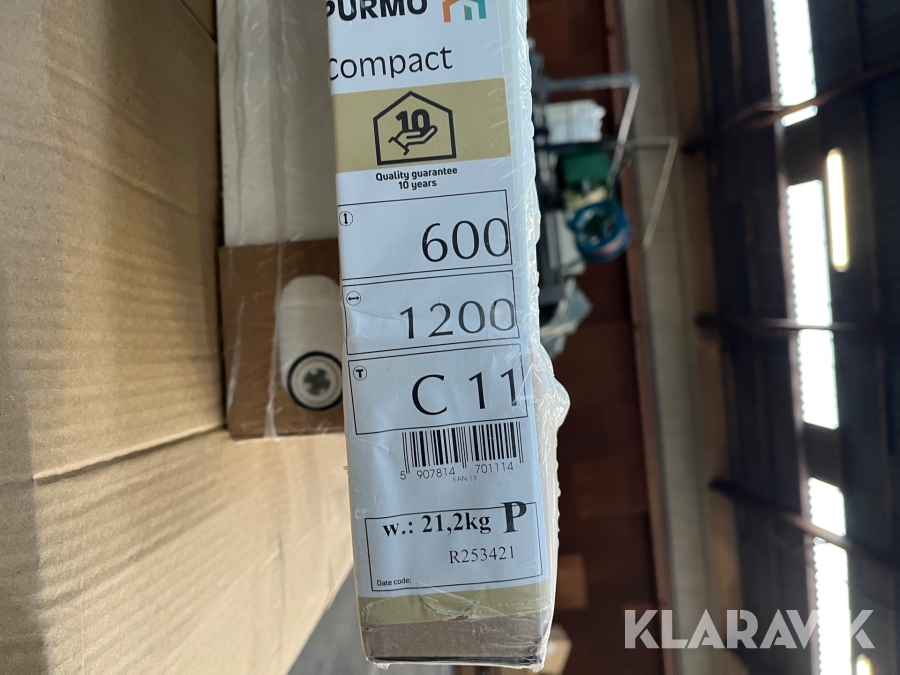 PURMO
compact
10
Quality guarantee
10 years
600
1200
T
C 11
5 907814 701114
EAN-13
w.: 21,2kg P
R253421
Date code:
KLARAVIK